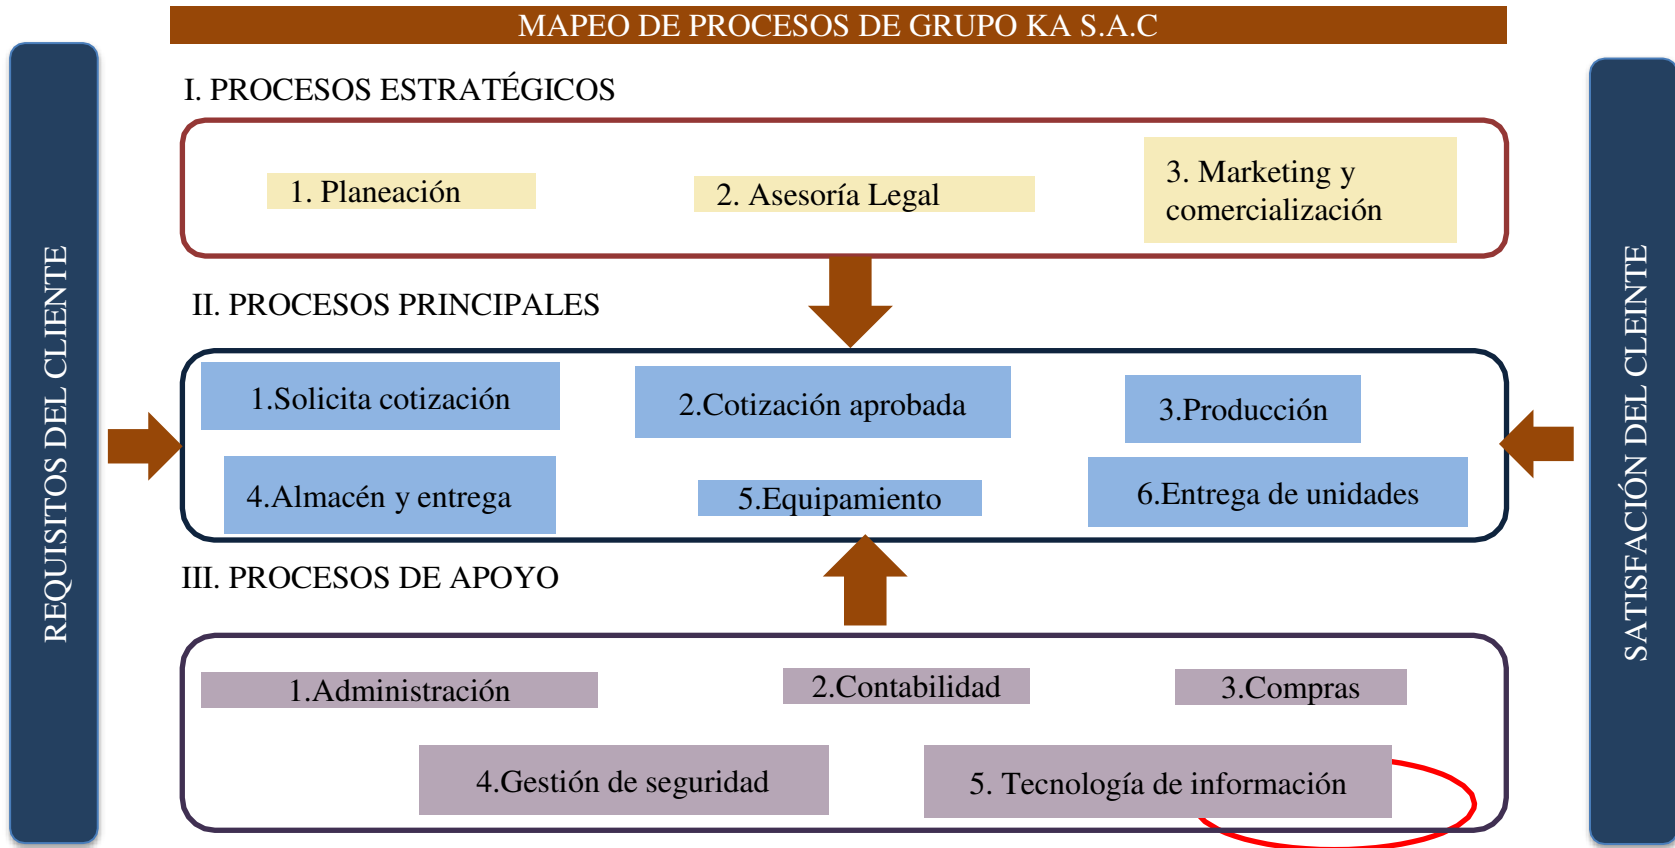 MAPEO DE PROCESOS DE GRUPO KA S.A.C
REQUISITOS DEL CLIENTE
I. PROCESOS ESTRATÉGICOS
1. Planeación
2. Asesoría Legal
3. Marketing y
comercialización
II. PROCESOS PRINCIPALES
1.Solicita cotización
2.Cotización aprobada
3.Producción
4.Almacén y entrega
5.Equipamiento
6.Entrega de unidades
III. PROCESOS DE APOYO
1.Administración
2.Contabilidad
3.Compras
4.Gestión de seguridad
5. Tecnología de información
SATISFACIÓN DEL CLEINTE